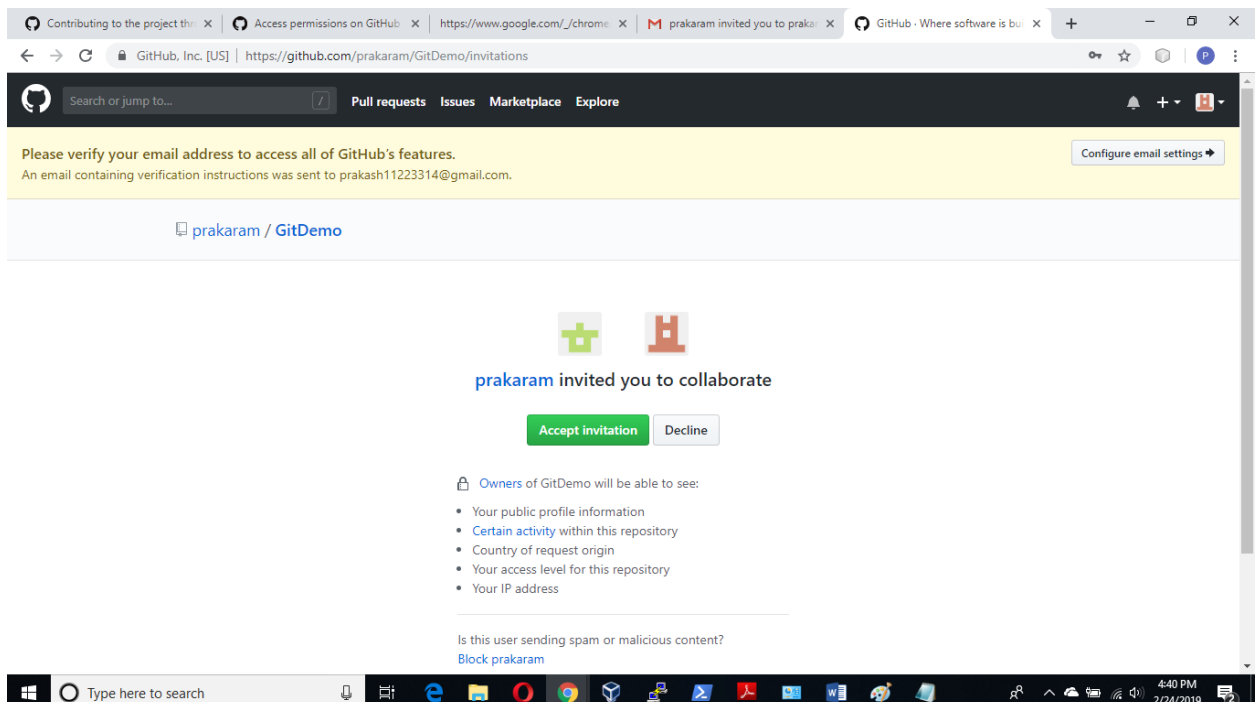 Contributing to the project thr
Access permissions on GitHub
https://www.google.com/_/chrome
prakaram invited you to prakar
GitHub · Where software is bui
GitHub, Inc. [US] | https://github.com/prakaram/GitDemo/invitations
P
Search or jump to...
/
Pull requests Issues Marketplace Explore
Please verify your email address to access all of GitHub's features.
An email containing verification instructions was sent to prakash11223314@gmail.com.
Configure email settings
prakaram / GitDemo
prakaram invited you to collaborate
Accept invitation
Decline
Owners of GitDemo will be able to see:
• Your public profile information
• Certain activity within this repository
• Country of request origin
• Your access level for this repository
• Your IP address
Is this user sending spam or malicious content?
Block prakaram
Type here to search
4:40 PM
2/24/2019
2